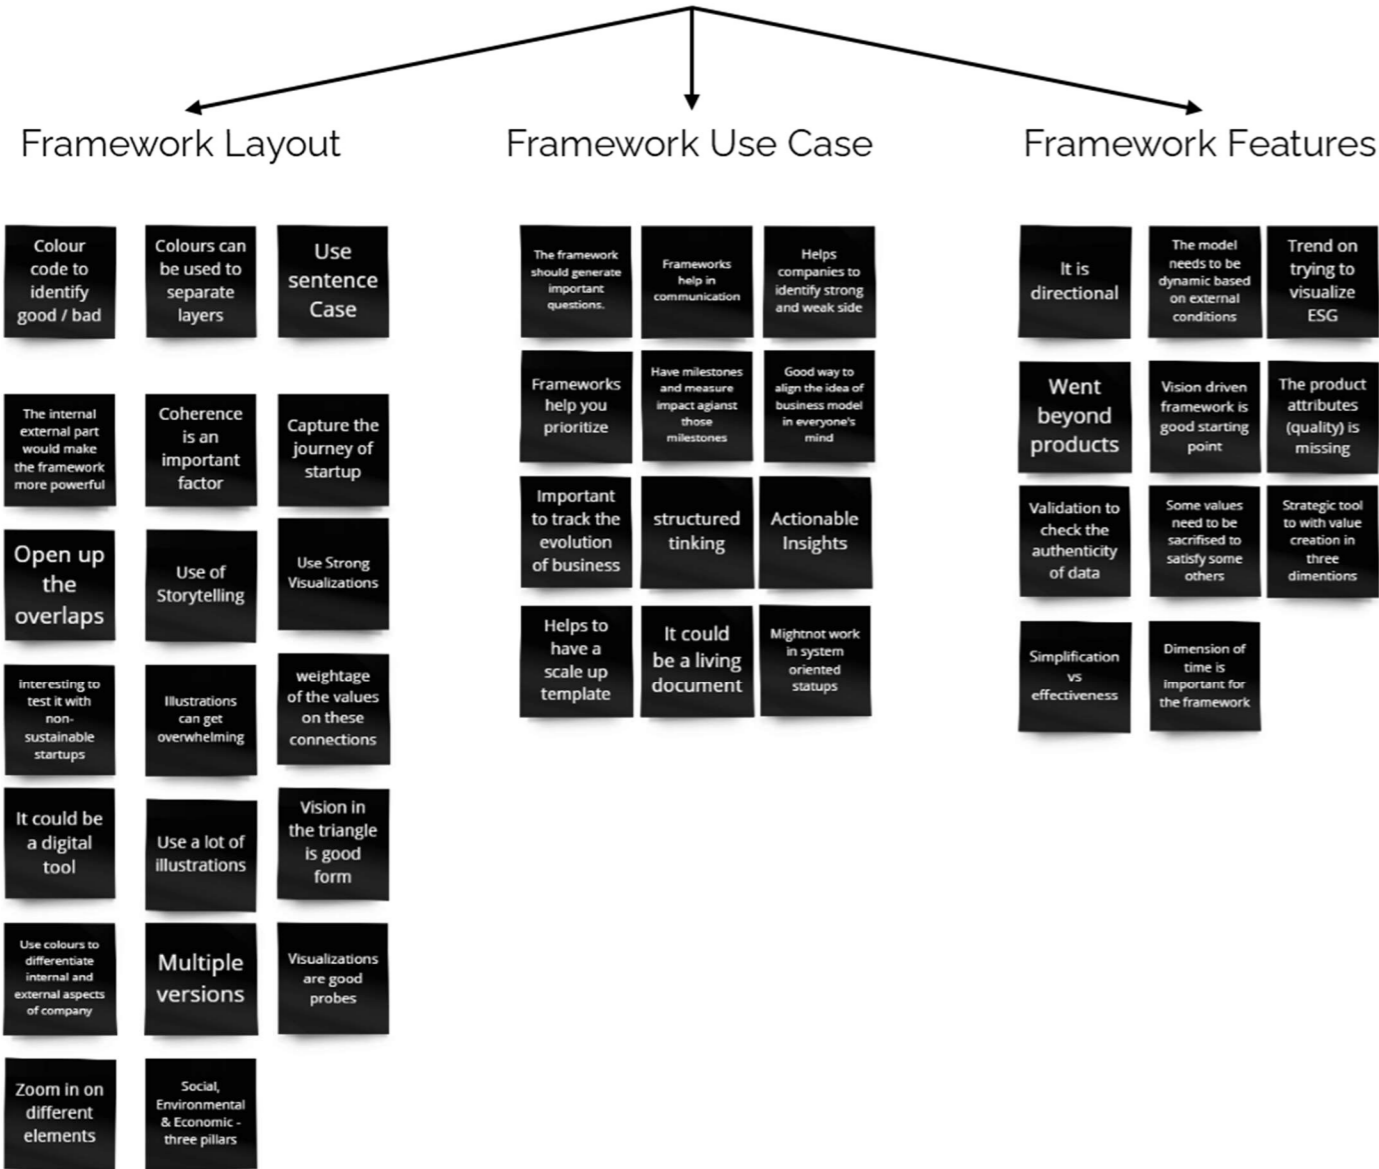 Framework Layout
Framework Use Case
Framework Features
Colour
code to
identify
good / bad
Colours can
be used to
separate
layers
Use
sentence
Case
The internal
external part
would make
the framework
more powerful
Coherence
is an
important
factor
Capture the
journey of
startup
Open up
the
overlaps
Use of
Storytelling
Use Strong
Visualizations
interesting to
test it with
non-
sustainable
startups
Illustrations
can get
overwhelming
weightage
of the values
on these
connections
It could be
a digital
tool
Use a lot of
illustrations
Vision in
the triangle
is good
form
Use colours to
differentiate
internal and
external aspects
of company
Multiple
versions
Visualizations
are good
probes
Zoom in on
different
elements
Social,
Environmental
& Economic -
three pillars
The framework
should generate
important
questions.
Frameworks
help in
communication
Helps
companies to
identify strong
and weak side
Frameworks
help you
prioritize
Have milestones
and measure
impact agianst
those
milestones
Good way to
align the idea of
business model
in everyone's
mind
Important
to track the
evolution
of business
structured
tinking
Actionable
Insights
Helps to
have a
scale up
template
It could
be a living
document
Mightnot work
in system
oriented
statups
It is
directional
The model
needs to be
dynamic based
on external
conditions
Trend on
trying to
visualize
ESG
Went
beyond
products
Vision driven
framework is
good starting
point
The product
attributes
(quality) is
missing
Validation to
check the
authenticity
of data
Some values
need to be
sacrifised to
satisfy some
others
Strategic tool
to with value
creation in
three
dimentions
Simplification
vs
effectiveness
Dimension of
time is
important for
the framework